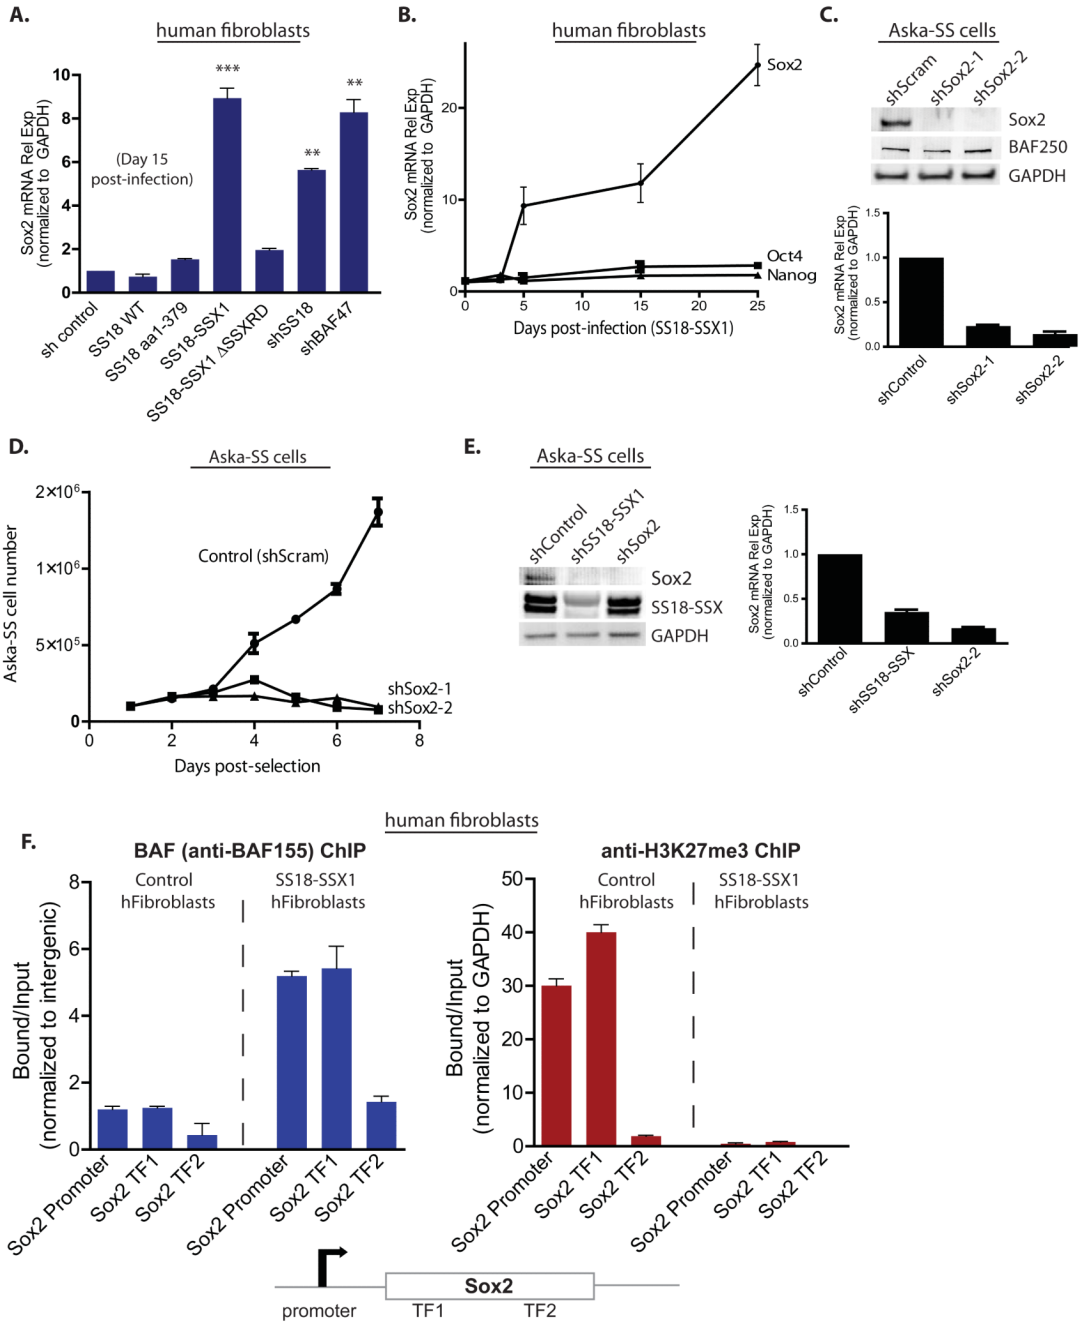 A.
human fibroblasts
Sox2 mRNA Rel Exp
(normalized to GAPDH)
10
8
6
4
2
0
(Day 15
post-infection)
***
**
**
sh control
SS18 WT
SS18 aa1-379
SS18-SSX1
SS18-SSX1 ΔSSXRD
shSS18
shBAF47
B.
human fibroblasts
Sox2 mRNA Rel Exp
(normalized to GAPDH)
20
10
0
0
5
10
15
20
25
Sox2
Oct4
Nanog
Days post-infection (SS18-SSX1)
C.
Aska-SS cells
shScram
shSox2-1
shSox2-2
Sox2
BAF250
GAPDH
Sox2 mRNA Rel Exp
(normalized to GAPDH)
1.5
1.0
0.5
0.0
shControl
shSox2-1
shSox2-2
D.
Aska-SS cells
Aska-SS cell number
2×10⁶
1×10⁶
5×10⁵
0
Control (shScram)
shSox2-1
shSox2-2
0
2
4
6
8
Days post-selection
E.
Aska-SS cells
shControl
shSS18-SSX1
shSox2
Sox2
SS18-SSX
GAPDH
Sox2 mRNA Rel Exp
(normalized to GAPDH)
1.5
1.0
0.5
0.0
shControl
shSS18-SSX
shSox2-2
F.
human fibroblasts
BAF (anti-BAF155) ChIP
Control
hFibroblasts
SS18-SSX1
hFibroblasts
Bound/Input
(normalized to intergenic)
8
6
4
2
0
Sox2 Promoter
Sox2 TF1
Sox2 TF2
Sox2 Promoter
Sox2 TF1
Sox2 TF2
anti-H3K27me3 ChIP
Control
hFibroblasts
SS18-SSX1
hFibroblasts
Bound/Input
(normalized to GAPDH)
50
40
30
20
10
0
Sox2 Promoter
Sox2 TF1
Sox2 TF2
Sox2 Promoter
Sox2 TF1
Sox2 TF2
Sox2
promoter
TF1
TF2